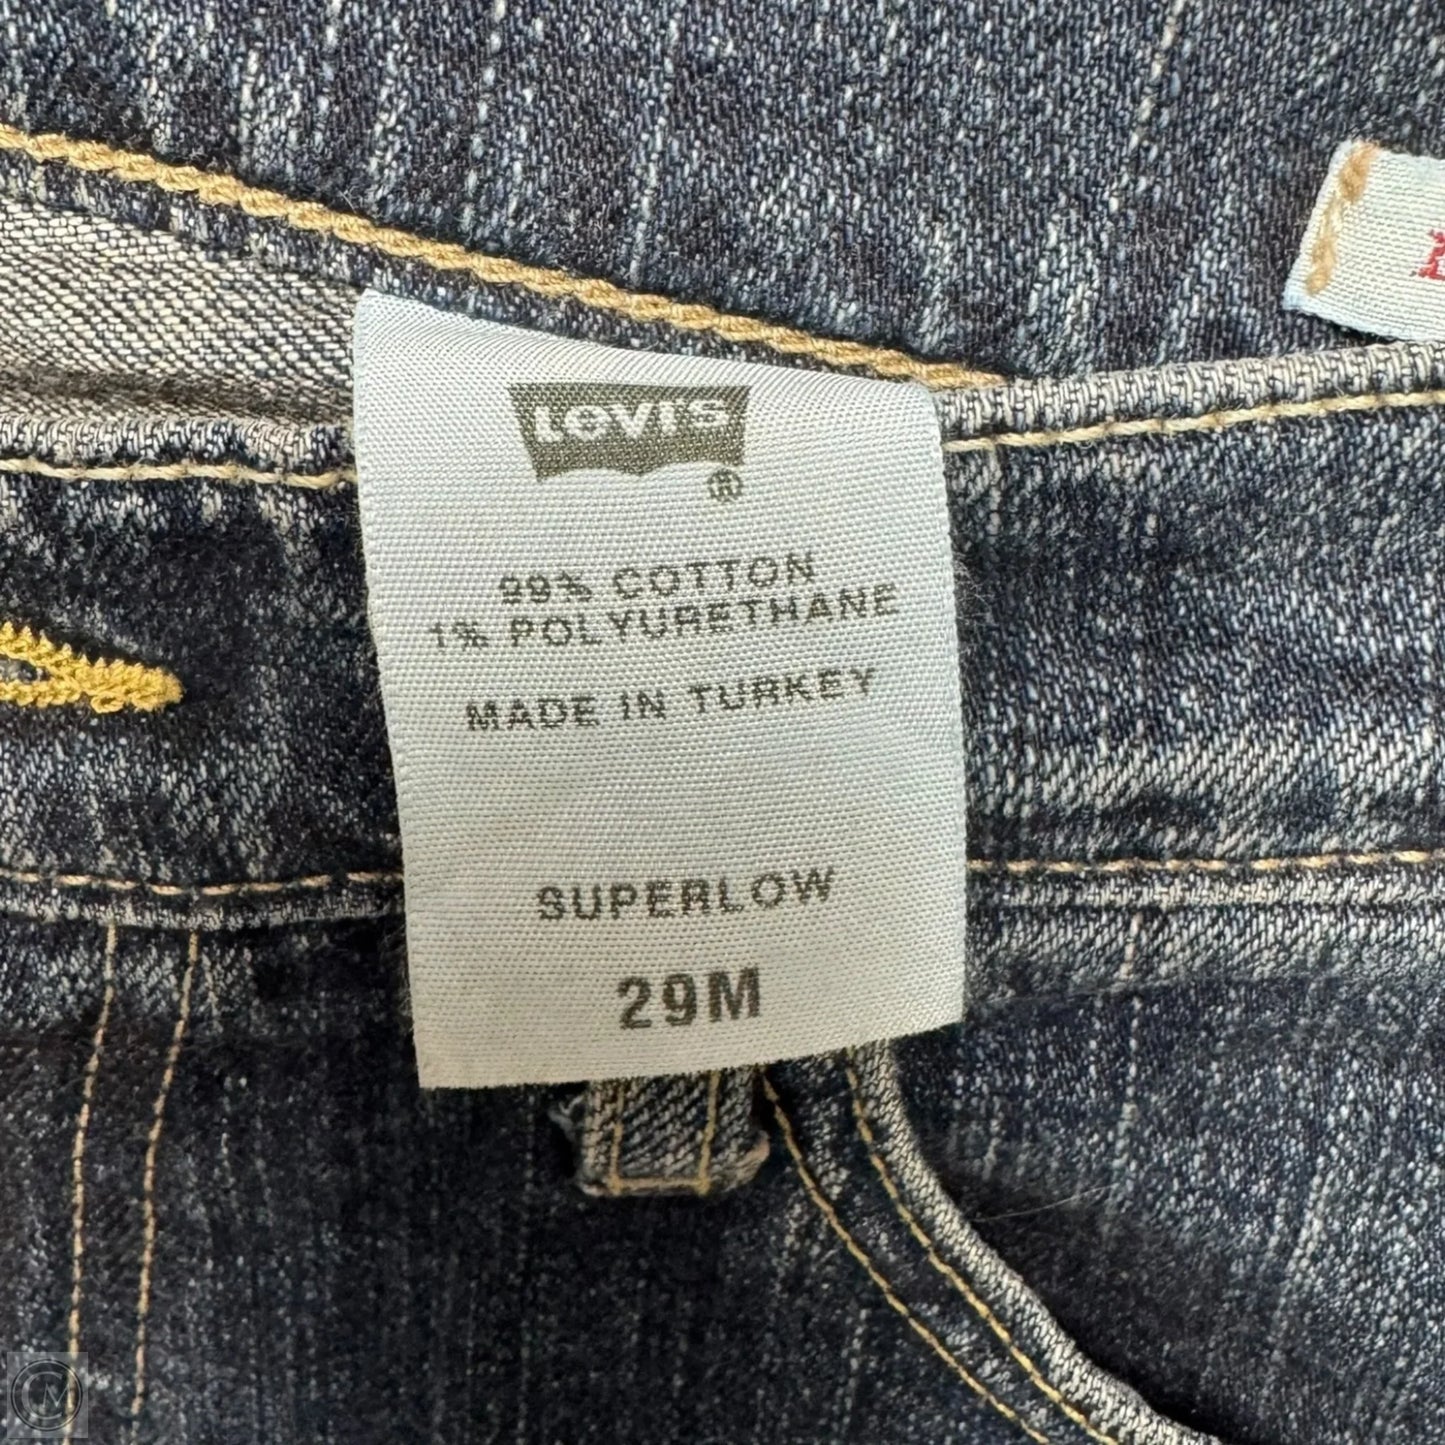 Levi's
®
99% COTTON
1% POLYURETHANE
MADE IN TURKEY
SUPERLOW
29M